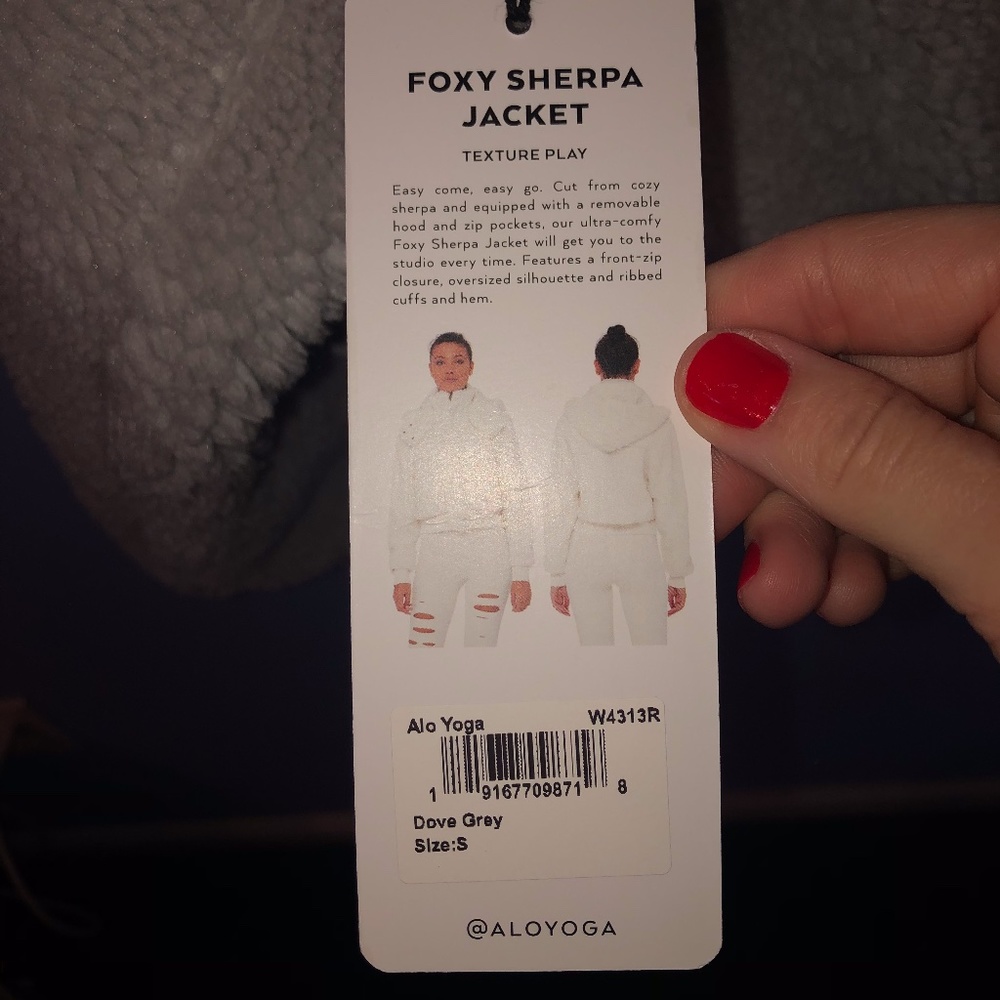 FOXY SHERPA
JACKET
TEXTURE PLAY
Easy come, easy go. Cut from cozy
sherpa and equipped with a removable
hood and zip pockets, our ultra-comfy
Foxy Sherpa Jacket will get you to the
studio every time. Features a front-zip
closure, oversized silhouette and ribbed
cuffs and hem.
Alo Yoga W4313R
1 9167709871 8
Dove Grey
Size:S
@ALOYOGA